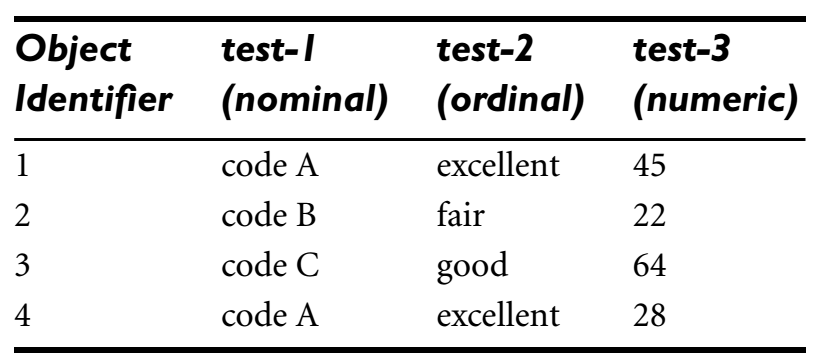 Object test-1 test-2 test-3
Identifier (nominal) (ordinal) (numeric)
1 code A excellent 45
2 code B fair 22
3 code C good 64
4 code A excellent 28